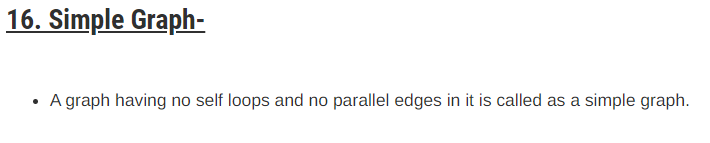 16. Simple Graph-
• A graph having no self loops and no parallel edges in it is called as a simple graph.